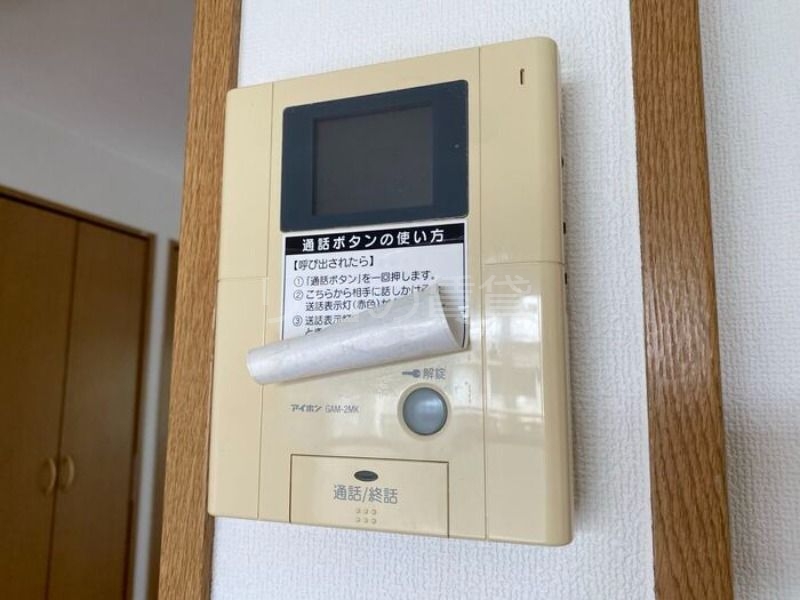 通話ボタンの使い方
【呼び出されたら】
①「通話ボタン」を一回押します。
② こちらから相手に話しかける
送話表示灯(赤色)が
③ 送話表示
解錠
アイホン GAM-2MK
通話/終話